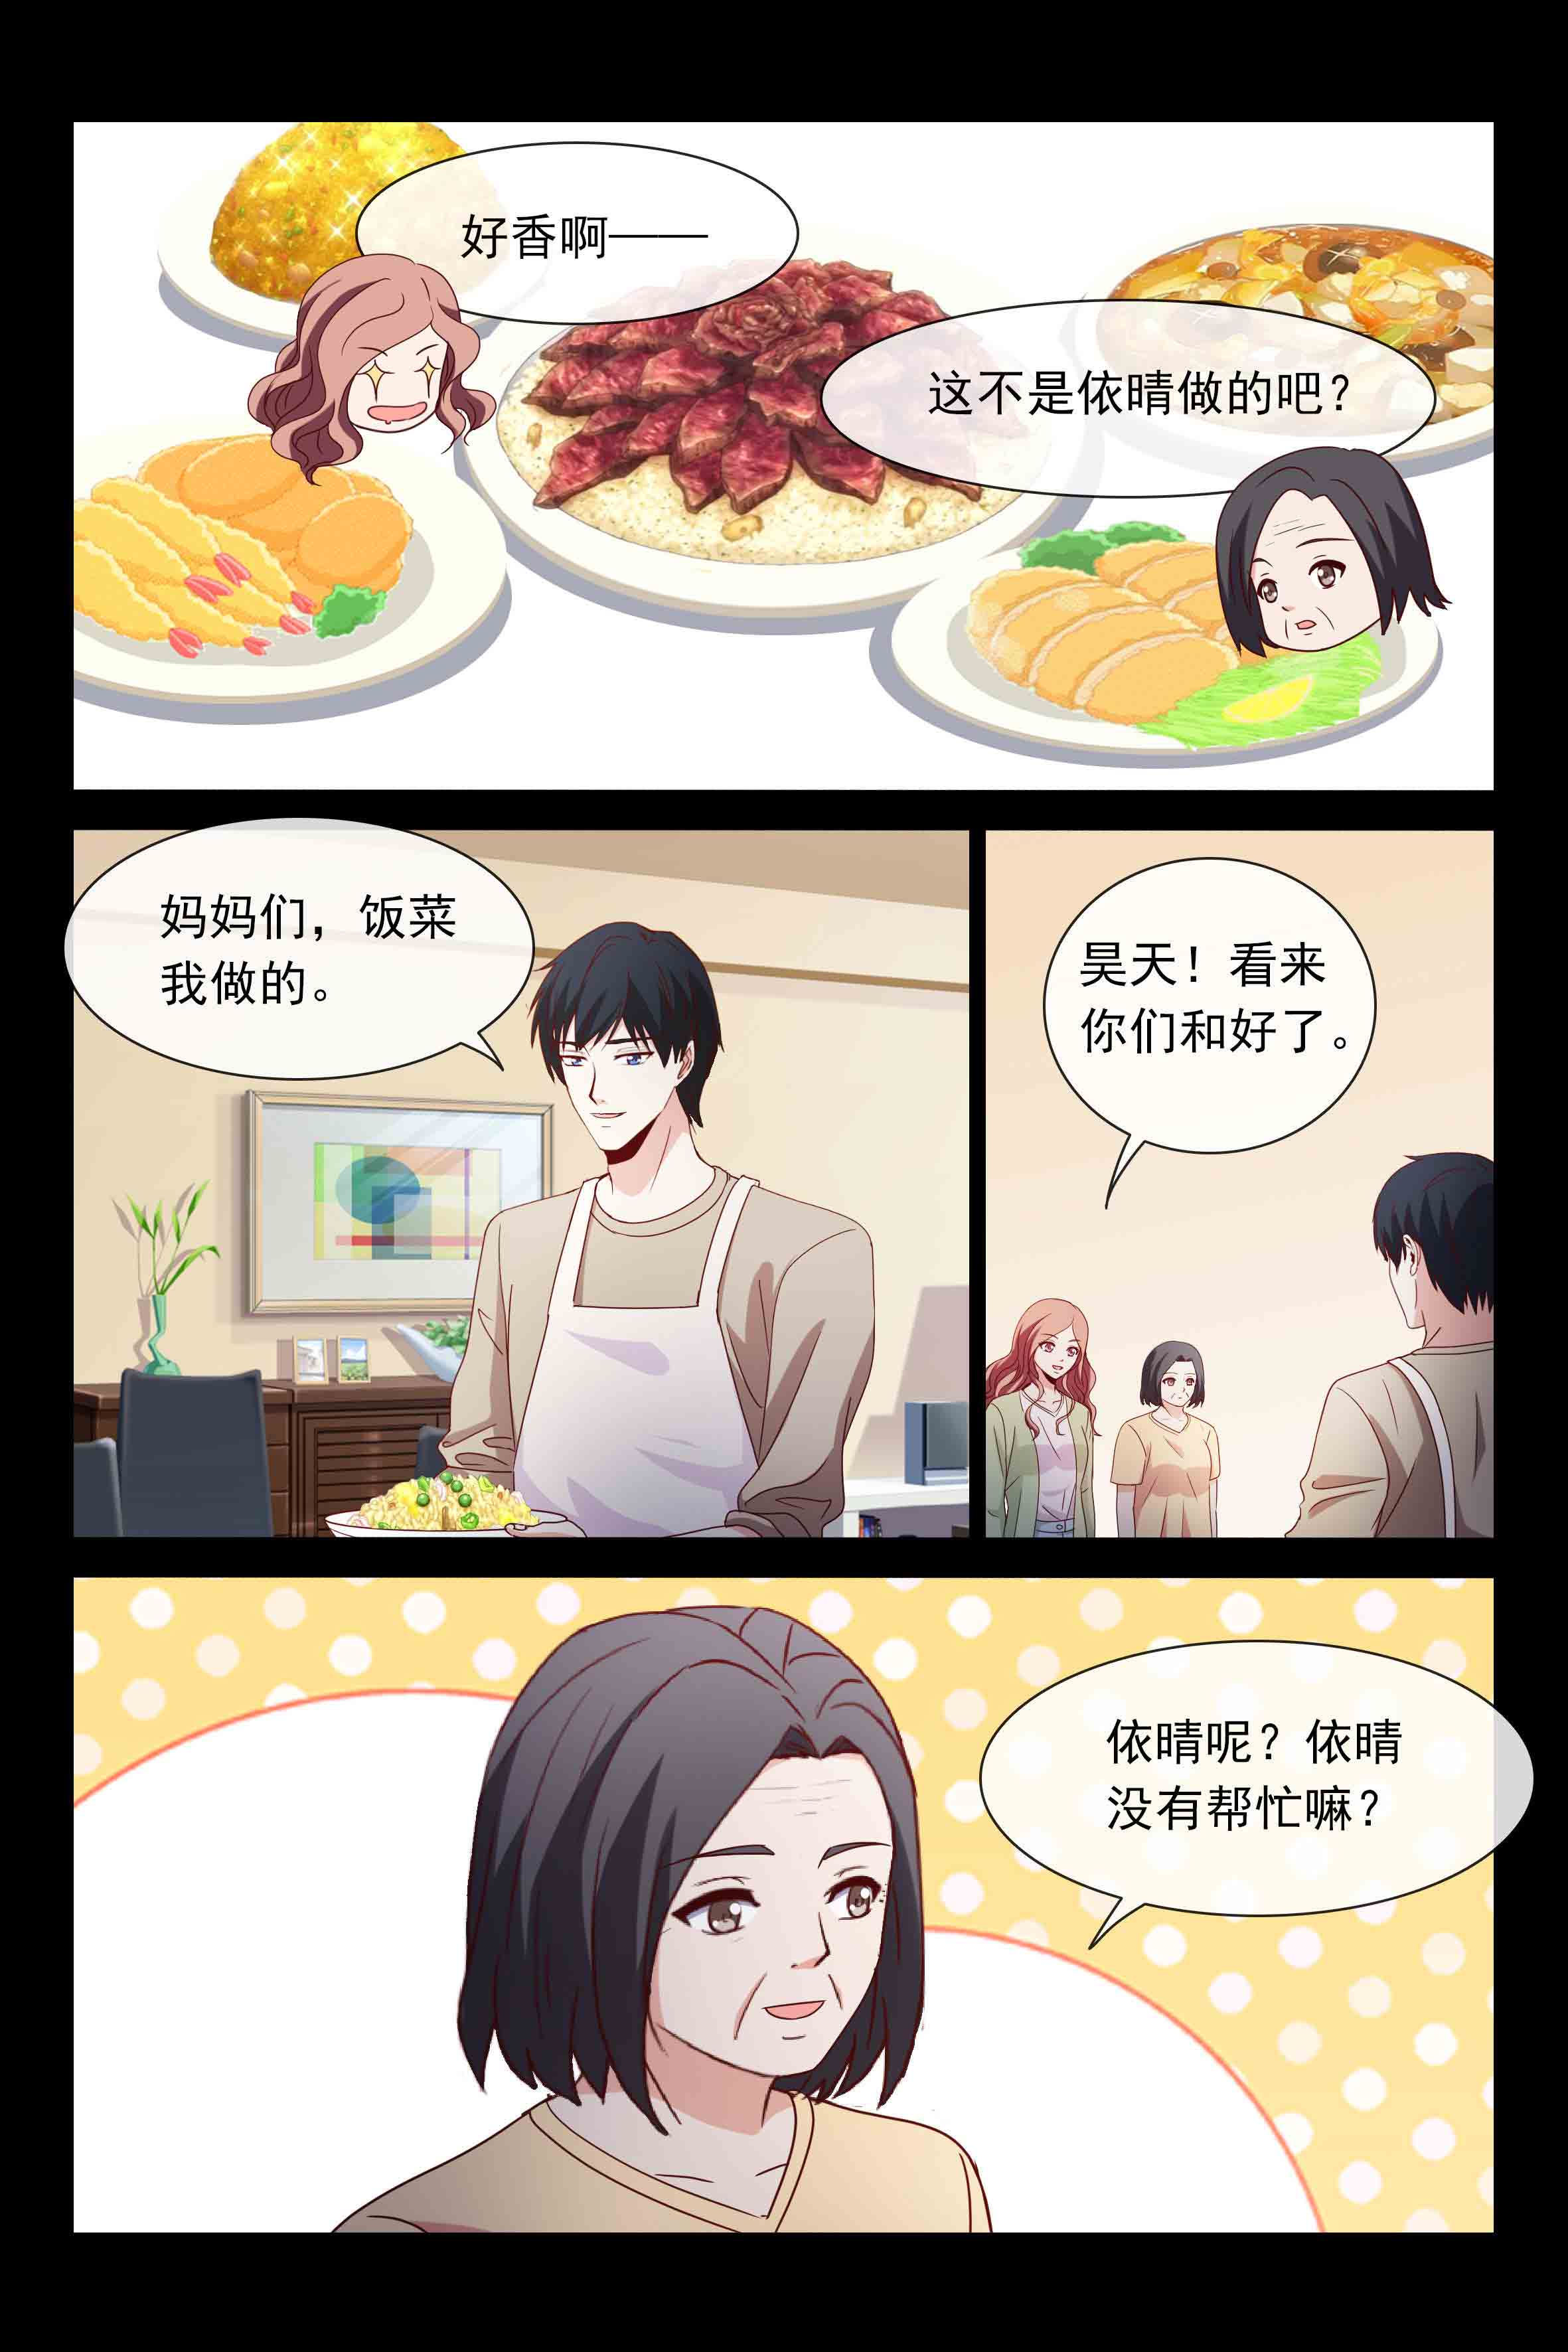 好香啊——
这不是依晴做的吧？
妈妈们，饭菜
我做的。
昊天！看来
你们和好了。
依晴呢？依晴
没有帮忙嘛？